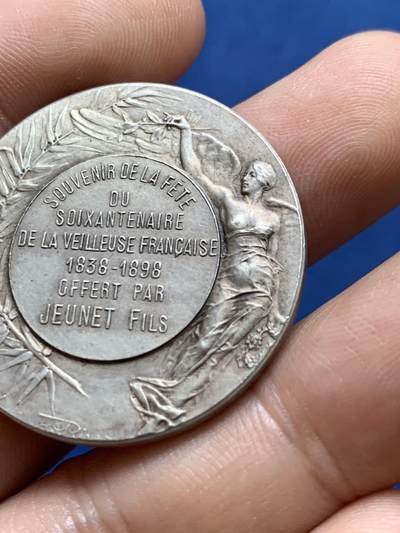 SOUVENIR DE LA FETE
DU
SOIXANTENAIRE
DE LA VEILLEUSE FRANÇAISE
1838-1898
OFFERT PAR
JEUNET FILS